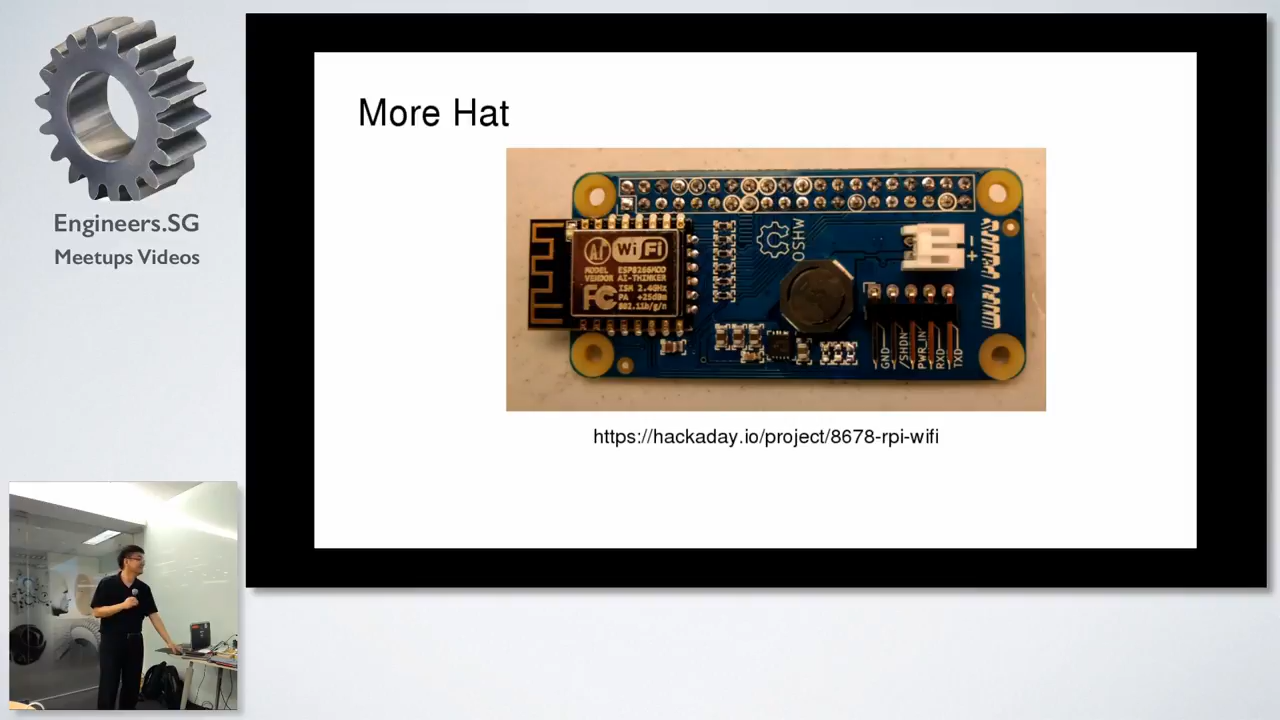 Engineers.SG
Meetups Videos
More Hat
Ai WiFi
MODEL ESP8266MOD
VENDOR AI-THINKER
ISM 2.4GHz
PA +25dBm
802.11b/g/n
FC
OSHW
- +
GND
/SHDN
PWR_IN
RXD
TXD
https://hackaday.io/project/8678-rpi-wifi